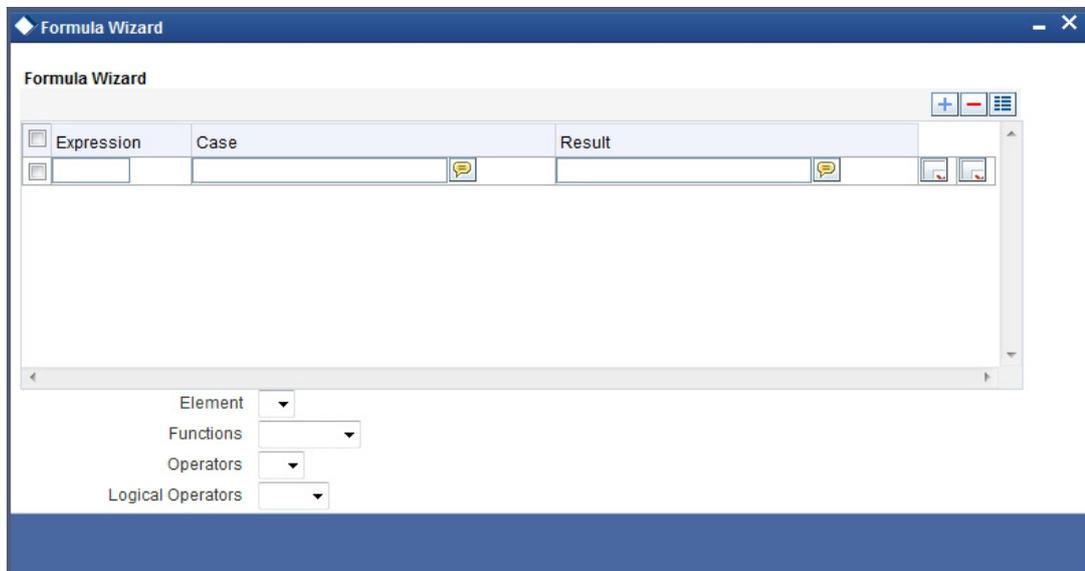 Formula Wizard
Formula Wizard
Expression Case Result
Element
Functions
Operators
Logical Operators